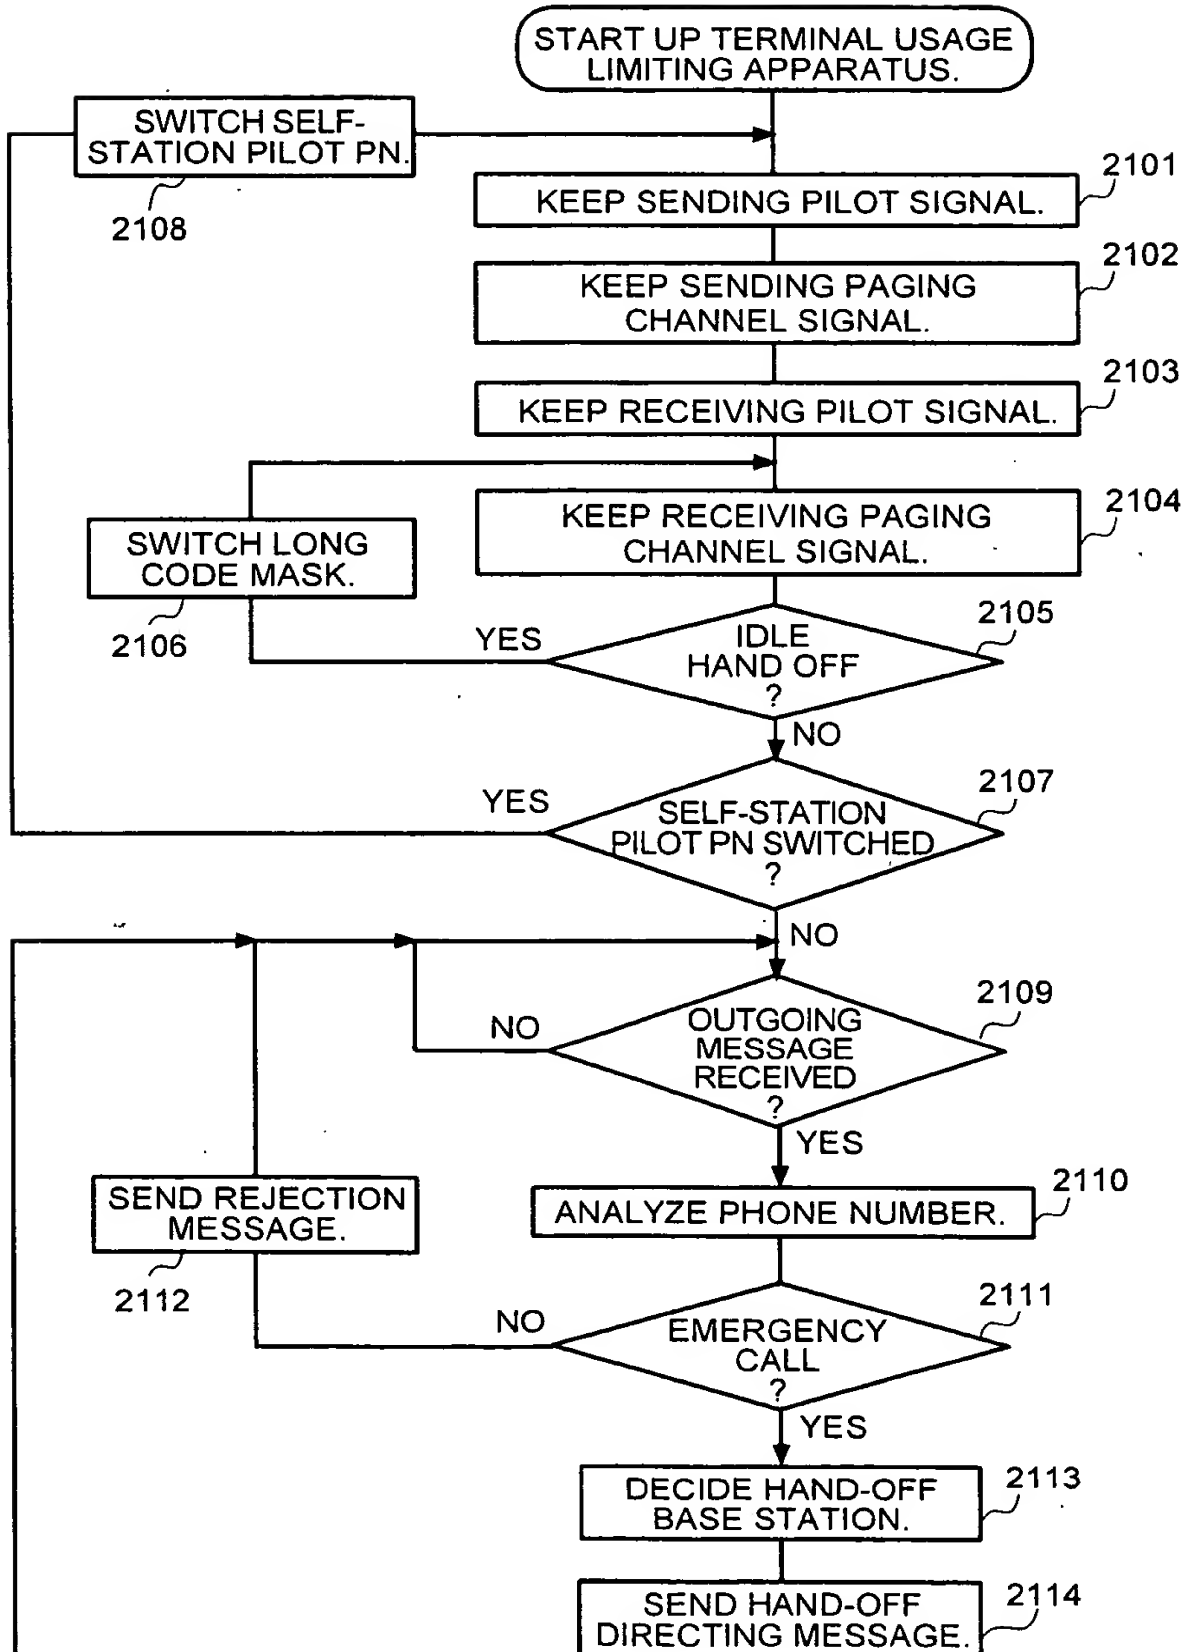 START UP TERMINAL USAGE
LIMITING APPARATUS.
SWITCH SELF-
STATION PILOT PN.
2108
2101
KEEP SENDING PILOT SIGNAL.
2102
KEEP SENDING PAGING
CHANNEL SIGNAL.
2103
KEEP RECEIVING PILOT SIGNAL.
2104
KEEP RECEIVING PAGING
CHANNEL SIGNAL.
SWITCH LONG
CODE MASK.
2106
2105
YES
IDLE
HAND OFF
?
NO
2107
YES
SELF-STATION
PILOT PN SWITCHED
?
NO
2109
NO
OUTGOING
MESSAGE
RECEIVED
?
YES
2110
ANALYZE PHONE NUMBER.
SEND REJECTION
MESSAGE.
2112
2111
NO
EMERGENCY
CALL
?
YES
2113
DECIDE HAND-OFF
BASE STATION.
2114
SEND HAND-OFF
DIRECTING MESSAGE.